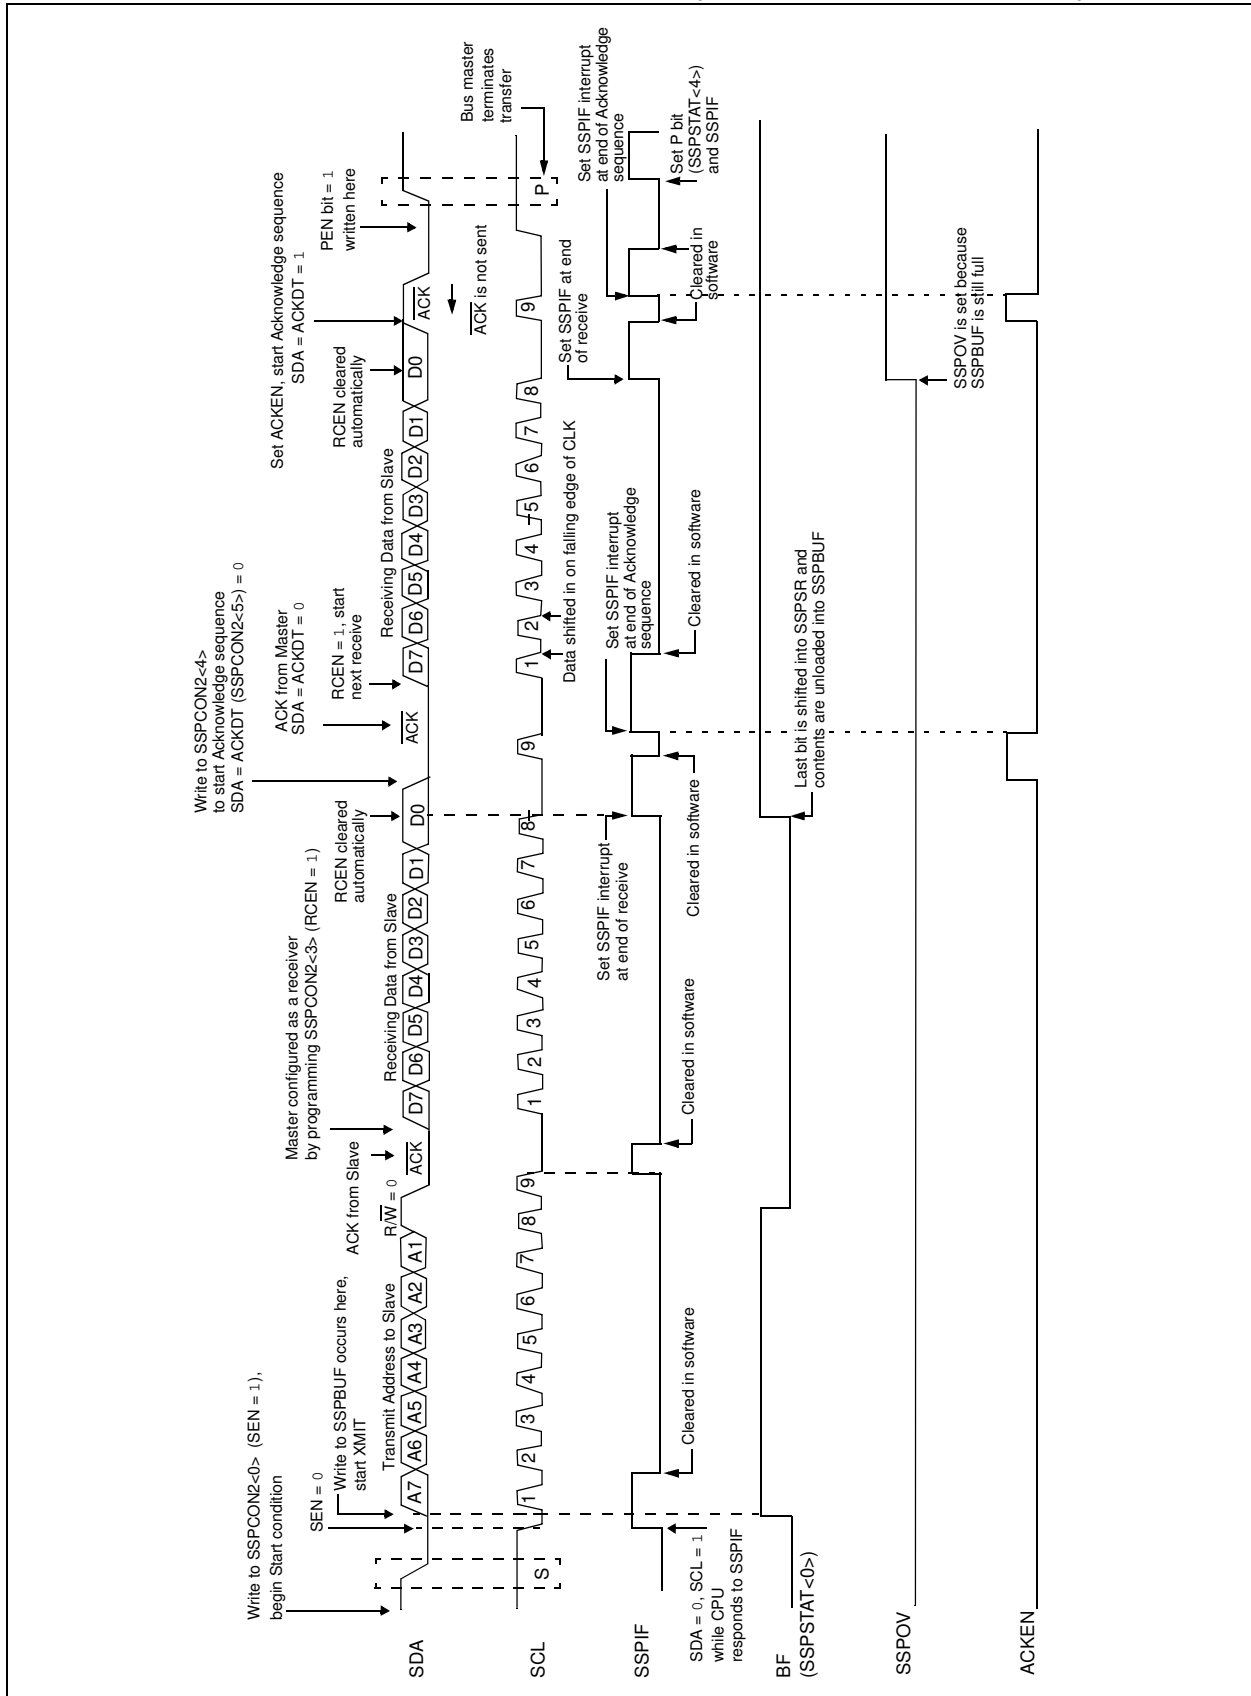 Write to SSPCON2<4>
to start Acknowledge sequence
SDA = ACKDT (SSPCON2<5>) = 0
Write to SSPCON2<0> (SEN = 1),
begin Start condition
Master configured as a receiver
by programming SSPCON2<3> (RCEN = 1)
ACK from Master
SDA = ACKDT = 0
Set ACKEN, start Acknowledge sequence
SDA = ACKDT = 1
SEN = 0
Write to SSPBUF occurs here,
start XMIT
ACK from Slave
RCEN cleared
automatically
RCEN = 1, start
next receive
RCEN cleared
automatically
PEN bit = 1
written here
Transmit Address to Slave
R/W = 0
Receiving Data from Slave
Receiving Data from Slave
SDA
A7 A6 A5 A4 A3 A2 A1 ACK D7 D6 D5 D4 D3 D2 D1 D0 ACK D7 D6 D5 D4 D3 D2 D1 D0 ACK
ACK is not sent
Bus master
terminates
transfer
SCL
S 1 2 3 4 5 6 7 8 9 1 2 3 4 5 6 7 8 9 1 2 3 4 5 6 7 8 9 P
Data shifted in on falling edge of CLK
Set SSPIF interrupt
at end of receive
Set SSPIF interrupt
at end of Acknowledge
sequence
Set SSPIF at end
of receive
Set SSPIF interrupt
at end of Acknowledge
sequence
SSPIF
SDA = 0, SCL = 1
while CPU
responds to SSPIF
Cleared in software
Cleared in software
Cleared in software
Cleared in software
Cleared in
software
Set P bit
(SSPSTAT<4>)
and SSPIF
BF
(SSPSTAT<0>)
Last bit is shifted into SSPSR and
contents are unloaded into SSPBUF
SSPOV
SSPOV is set because
SSPBUF is still full
ACKEN